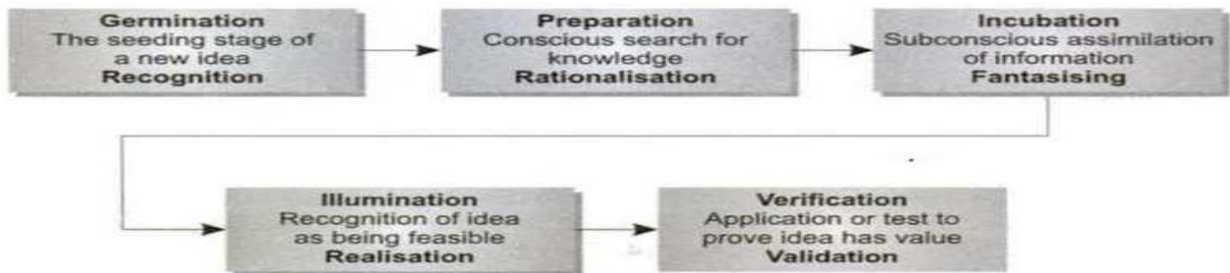 Germination
The seeding stage of
a new idea
Recognition
Preparation
Conscious search for
knowledge
Rationalisation
Incubation
Subconscious assimilation
of information
Fantasising
Illumination
Recognition of idea
as being feasible
Realisation
Verification
Application or test to
prove idea has value
Validation